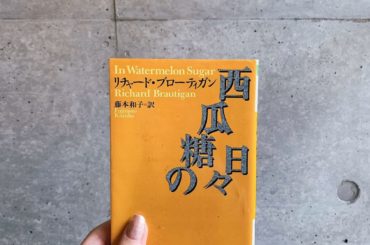 In Watermelon Sugar
リチャード・ブローティガン
Richard Brautigan
藤本和子=訳
西瓜糖の
日々